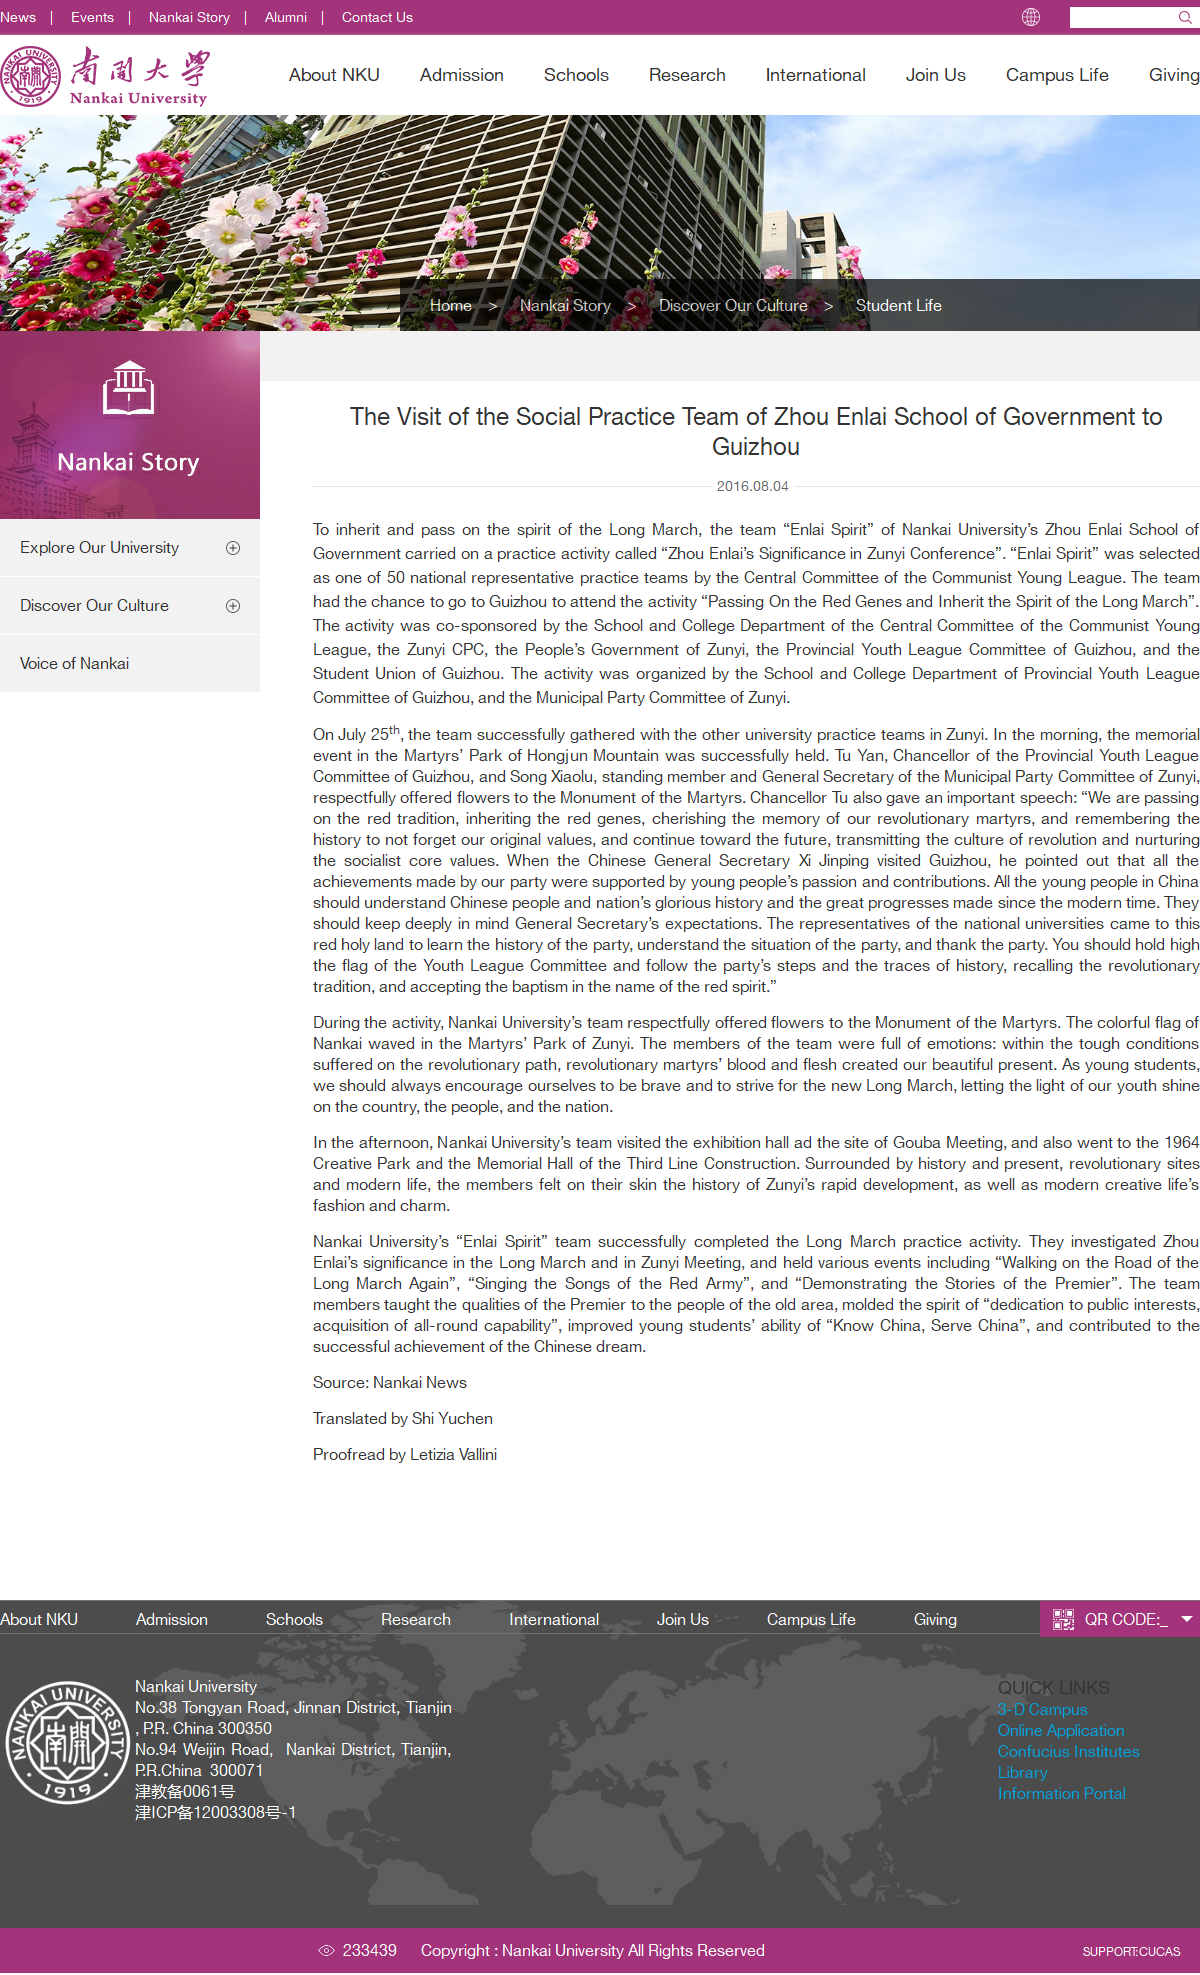 News | Events | Nankai Story | Alumni | Contact Us
NANKAI UNIVERSITY
1919
南開大學
Nankai University
About NKU Admission Schools Research International Join Us Campus Life Giving
Home > Nankai Story > Discover Our Culture > Student Life
Nankai Story
Explore Our University
Discover Our Culture
Voice of Nankai
The Visit of the Social Practice Team of Zhou Enlai School of Government to
Guizhou
2016.08.04
To inherit and pass on the spirit of the Long March, the team “Enlai Spirit” of Nankai University’s Zhou Enlai School of
Government carried on a practice activity called “Zhou Enlai’s Significance in Zunyi Conference”. “Enlai Spirit” was selected
as one of 50 national representative practice teams by the Central Committee of the Communist Young League. The team
had the chance to go to Guizhou to attend the activity “Passing On the Red Genes and Inherit the Spirit of the Long March”.
The activity was co-sponsored by the School and College Department of the Central Committee of the Communist Young
League, the Zunyi CPC, the People’s Government of Zunyi, the Provincial Youth League Committee of Guizhou, and the
Student Union of Guizhou. The activity was organized by the School and College Department of Provincial Youth League
Committee of Guizhou, and the Municipal Party Committee of Zunyi.
On July 25th, the team successfully gathered with the other university practice teams in Zunyi. In the morning, the memorial
event in the Martyrs’ Park of Hongjun Mountain was successfully held. Tu Yan, Chancellor of the Provincial Youth League
Committee of Guizhou, and Song Xiaolu, standing member and General Secretary of the Municipal Party Committee of Zunyi,
respectfully offered flowers to the Monument of the Martyrs. Chancellor Tu also gave an important speech: “We are passing
on the red tradition, inheriting the red genes, cherishing the memory of our revolutionary martyrs, and remembering the
history to not forget our original values, and continue toward the future, transmitting the culture of revolution and nurturing
the socialist core values. When the Chinese General Secretary Xi Jinping visited Guizhou, he pointed out that all the
achievements made by our party were supported by young people’s passion and contributions. All the young people in China
should understand Chinese people and nation’s glorious history and the great progresses made since the modern time. They
should keep deeply in mind General Secretary’s expectations. The representatives of the national universities came to this
red holy land to learn the history of the party, understand the situation of the party, and thank the party. You should hold high
the flag of the Youth League Committee and follow the party’s steps and the traces of history, recalling the revolutionary
tradition, and accepting the baptism in the name of the red spirit.”
During the activity, Nankai University’s team respectfully offered flowers to the Monument of the Martyrs. The colorful flag of
Nankai waved in the Martyrs’ Park of Zunyi. The members of the team were full of emotions: within the tough conditions
suffered on the revolutionary path, revolutionary martyrs’ blood and flesh created our beautiful present. As young students,
we should always encourage ourselves to be brave and to strive for the new Long March, letting the light of our youth shine
on the country, the people, and the nation.
In the afternoon, Nankai University’s team visited the exhibition hall ad the site of Gouba Meeting, and also went to the 1964
Creative Park and the Memorial Hall of the Third Line Construction. Surrounded by history and present, revolutionary sites
and modern life, the members felt on their skin the history of Zunyi’s rapid development, as well as modern creative life’s
fashion and charm.
Nankai University’s “Enlai Spirit” team successfully completed the Long March practice activity. They investigated Zhou
Enlai’s significance in the Long March and in Zunyi Meeting, and held various events including “Walking on the Road of the
Long March Again”, “Singing the Songs of the Red Army”, and “Demonstrating the Stories of the Premier”. The team
members taught the qualities of the Premier to the people of the old area, molded the spirit of “dedication to public interests,
acquisition of all-round capability”, improved young students’ ability of “Know China, Serve China”, and contributed to the
successful achievement of the Chinese dream.
Source: Nankai News
Translated by Shi Yuchen
Proofread by Letizia Vallini
About NKU Admission Schools Research International Join Us Campus Life Giving QR CODE:_
NANKAI UNIVERSITY
1919
Nankai University
No.38 Tongyan Road, Jinnan District, Tianjin
, P.R. China 300350
No.94 Weijin Road, Nankai District, Tianjin,
P.R.China 300071
津教备0061号
津ICP备12003308号-1
QUICK LINKS
3-D Campus
Online Application
Confucius Institutes
Library
Information Portal
233439 Copyright : Nankai University All Rights Reserved
SUPPORT:CUCAS